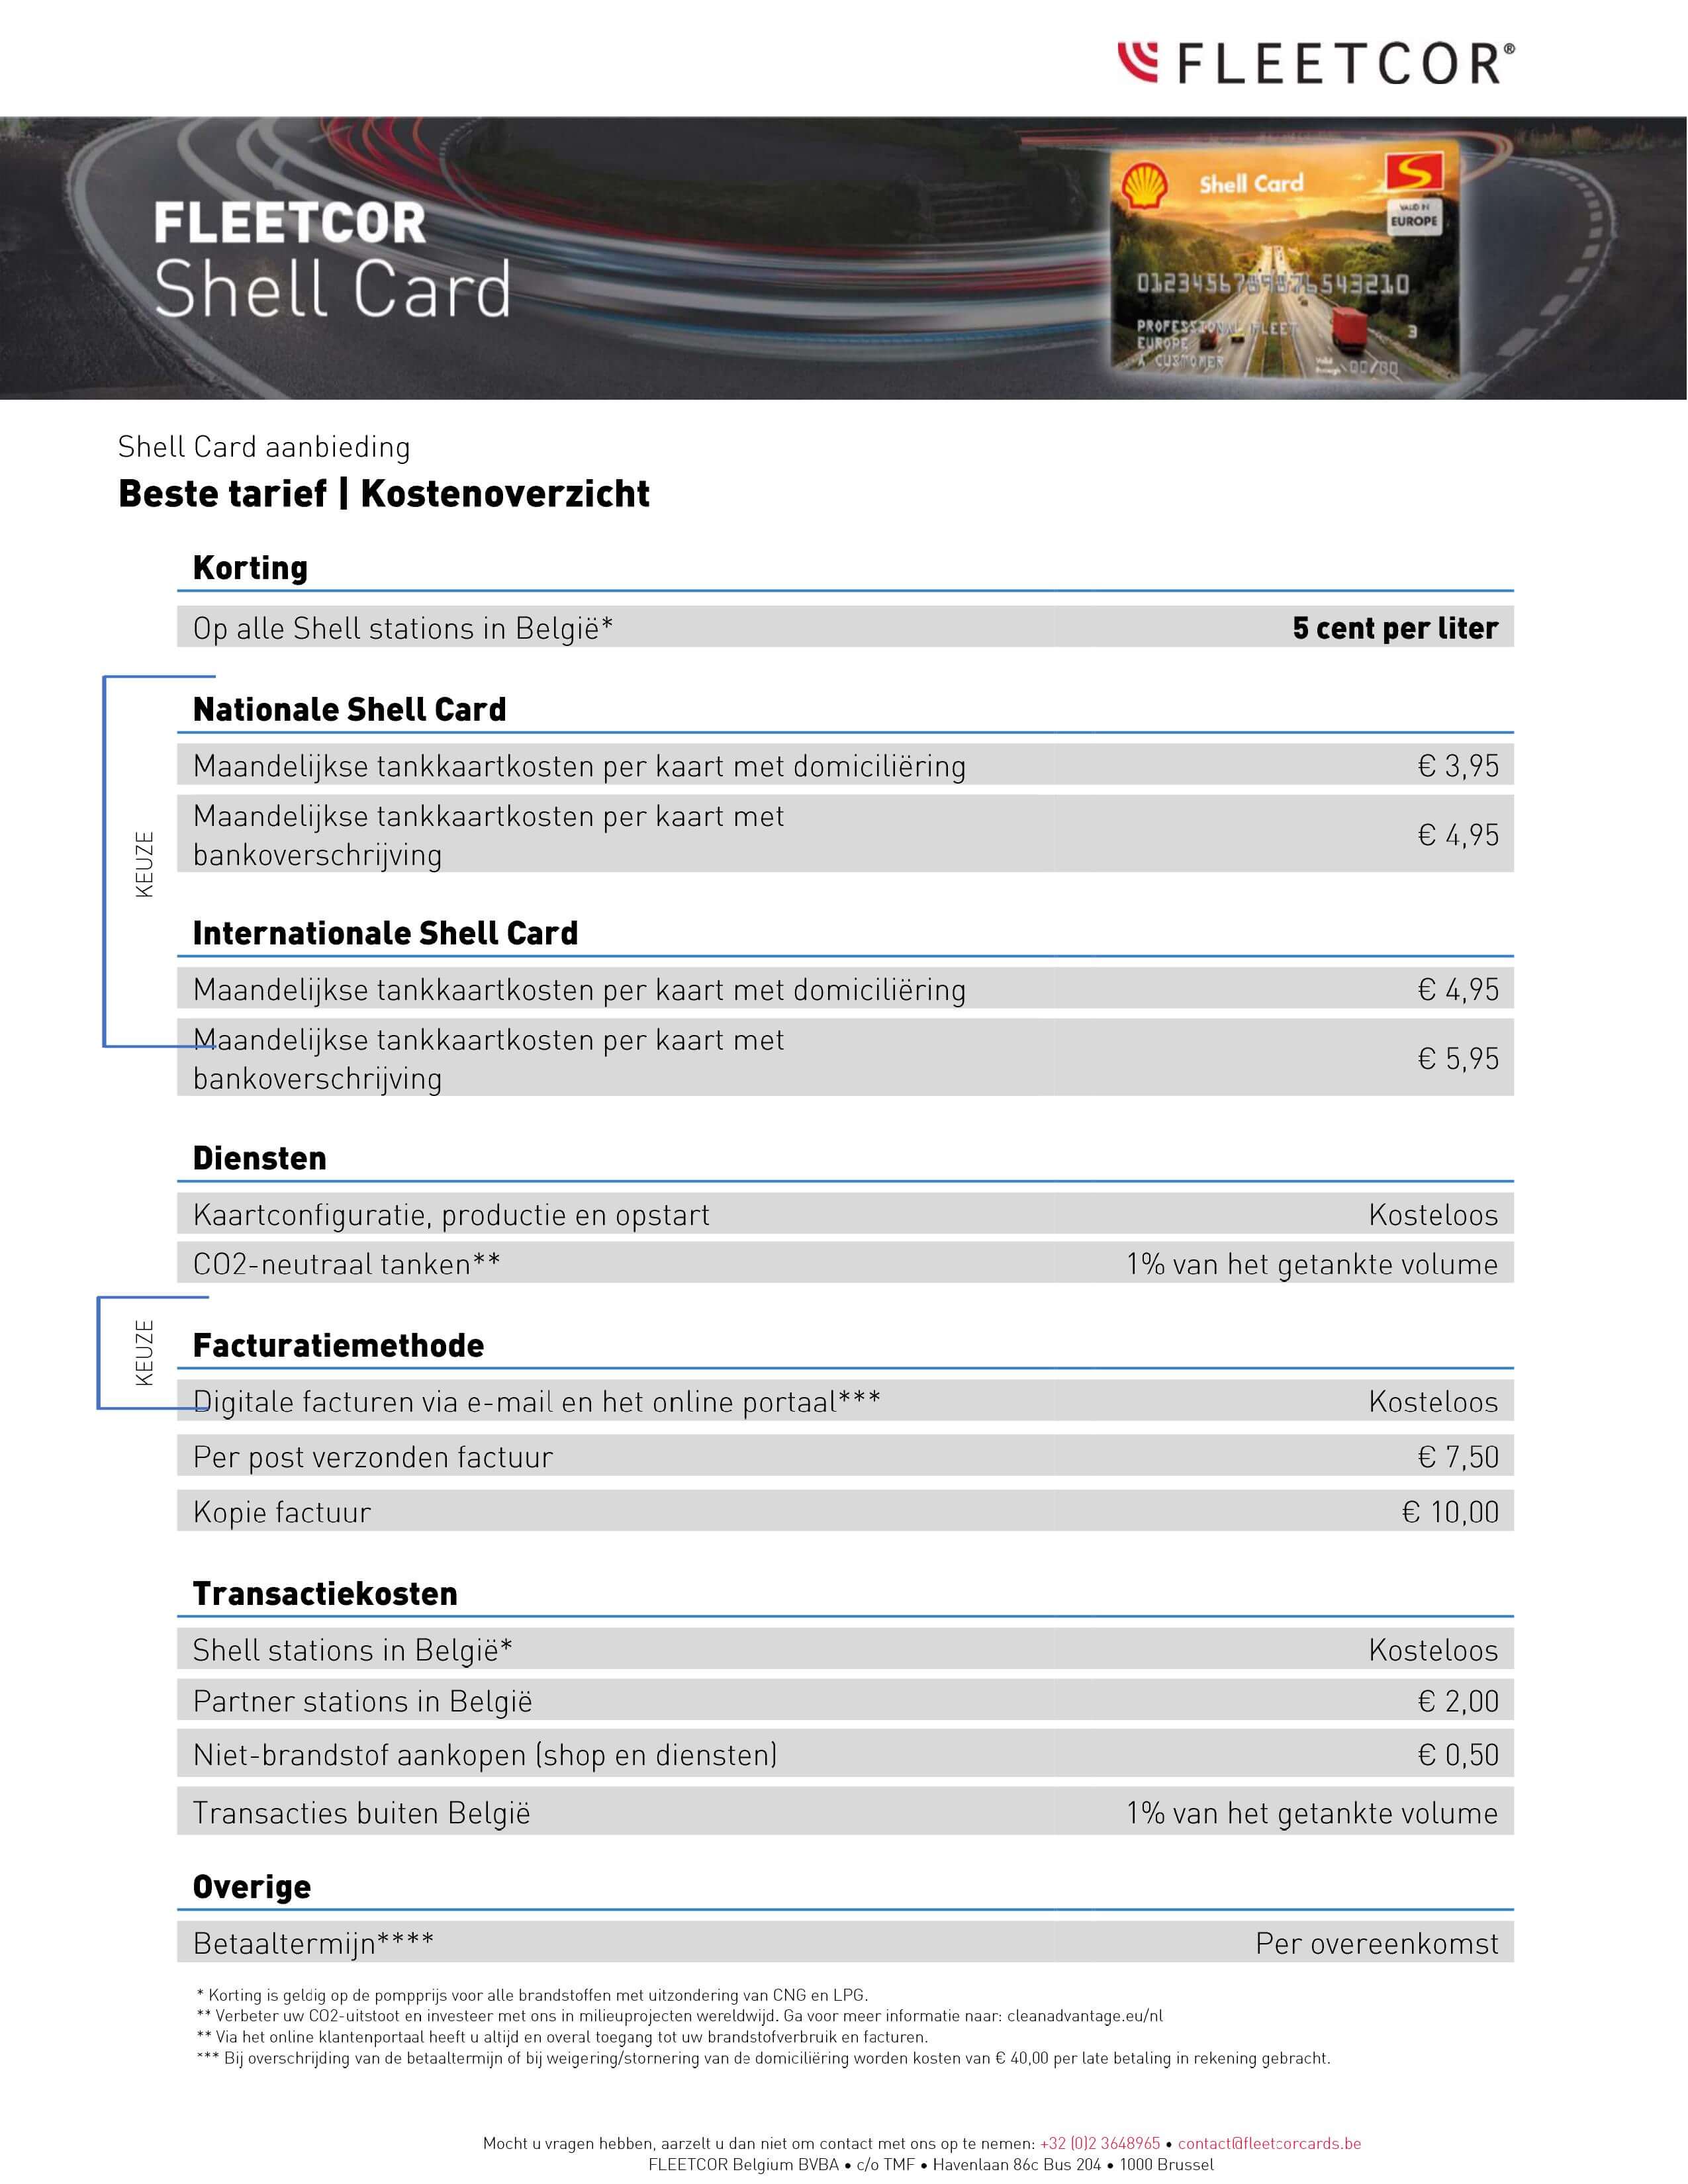 FLEETCOR®
FLEETCOR
Shell Card
Shell Card
VALID IN
EUROPE
PROFESSIONAL FLEET
EUROPE
3
A CUSTOMER
00/00
Shell Card aanbieding
Beste tarief | Kostenoverzicht
Korting
Op alle Shell stations in België* 5 cent per liter
KEUZE
Nationale Shell Card
Maandelijkse tankkaartkosten per kaart met domiciliëring € 3,95
Maandelijkse tankkaartkosten per kaart met
bankoverschrijving € 4,95
Internationale Shell Card
Maandelijkse tankkaartkosten per kaart met domiciliëring € 4,95
Maandelijkse tankkaartkosten per kaart met
bankoverschrijving € 5,95
Diensten
Kaartconfiguratie, productie en opstart Kosteloos
CO2-neutraal tanken** 1% van het getankte volume
KEUZE
Facturatiemethode
Digitale facturen via e-mail en het online portaal*** Kosteloos
Per post verzonden factuur € 7,50
Kopie factuur € 10,00
Transactiekosten
Shell stations in België* Kosteloos
Partner stations in België € 2,00
Niet-brandstof aankopen (shop en diensten) € 0,50
Transacties buiten België 1% van het getankte volume
Overige
Betaaltermijn**** Per overeenkomst
* Korting is geldig op de pompprijs voor alle brandstoffen met uitzondering van CNG en LPG.
** Verbeter uw CO2-uitstoot en investeer met ons in milieuprojecten wereldwijd. Ga voor meer informatie naar: cleanadvantage.eu/nl
** Via het online klantenportaal heeft u altijd en overal toegang tot uw brandstofverbruik en facturen.
*** Bij overschrijding van de betaaltermijn of bij weigering/stornering van de domiciliëring worden kosten van € 40,00 per late betaling in rekening gebracht.
Mocht u vragen hebben, aarzelt u dan niet om contact met ons op te nemen: +32 (0)2 3648965 • contact@fleetcorcards.be
FLEETCOR Belgium BVBA • c/o TMF • Havenlaan 86c Bus 204 • 1000 Brussel